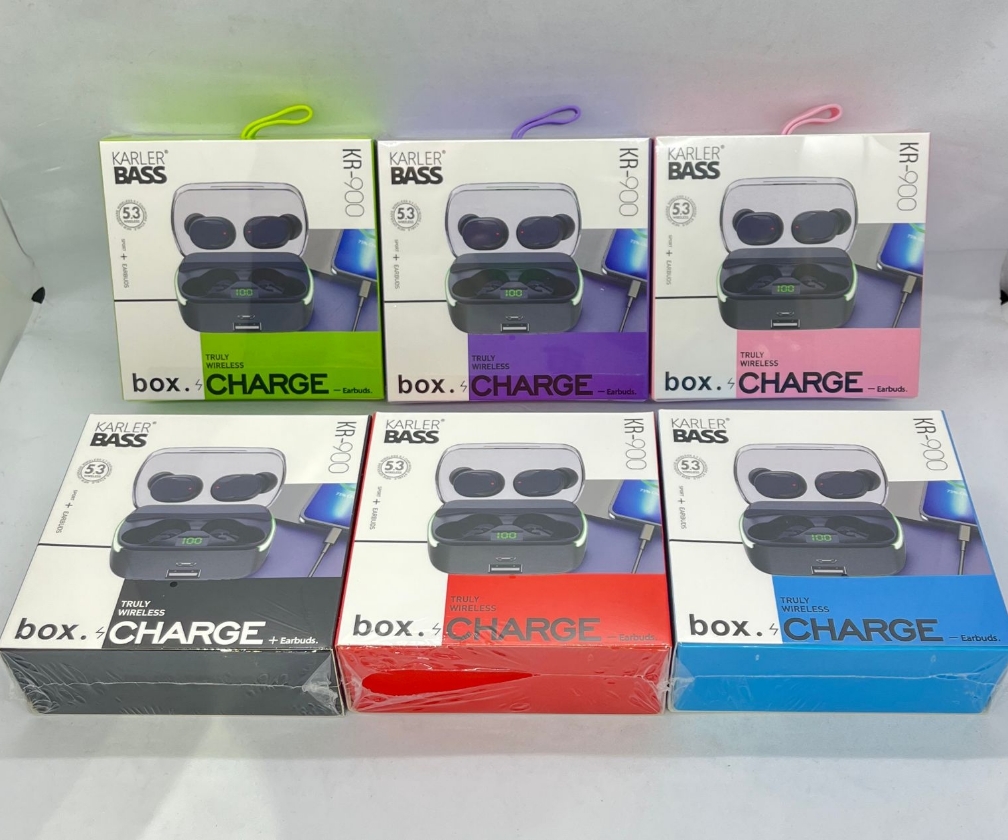 KARLER®
BASS
KR-900
5.3
SPORT + EARBUDS
100
TRULY
WIRELESS
box. CHARGE — Earbuds.
KARLER®
BASS
KR-900
5.3
SPORT + EARBUDS
100
TRULY
WIRELESS
box. CHARGE — Earbuds.
KARLER®
BASS
KR-900
5.3
SPORT + EARBUDS
100
TRULY
WIRELESS
box. CHARGE — Earbuds.
KARLER®
BASS
KR-900
5.3
SPORT + EARBUDS
100
TRULY
WIRELESS
box. CHARGE + Earbuds.
KARLER®
BASS
KR-900
5.3
SPORT + EARBUDS
100
TRULY
WIRELESS
box. CHARGE — Earbuds.
KARLER®
BASS
KR-900
5.3
SPORT + EARBUDS
100
TRULY
WIRELESS
box. CHARGE — Earbuds.